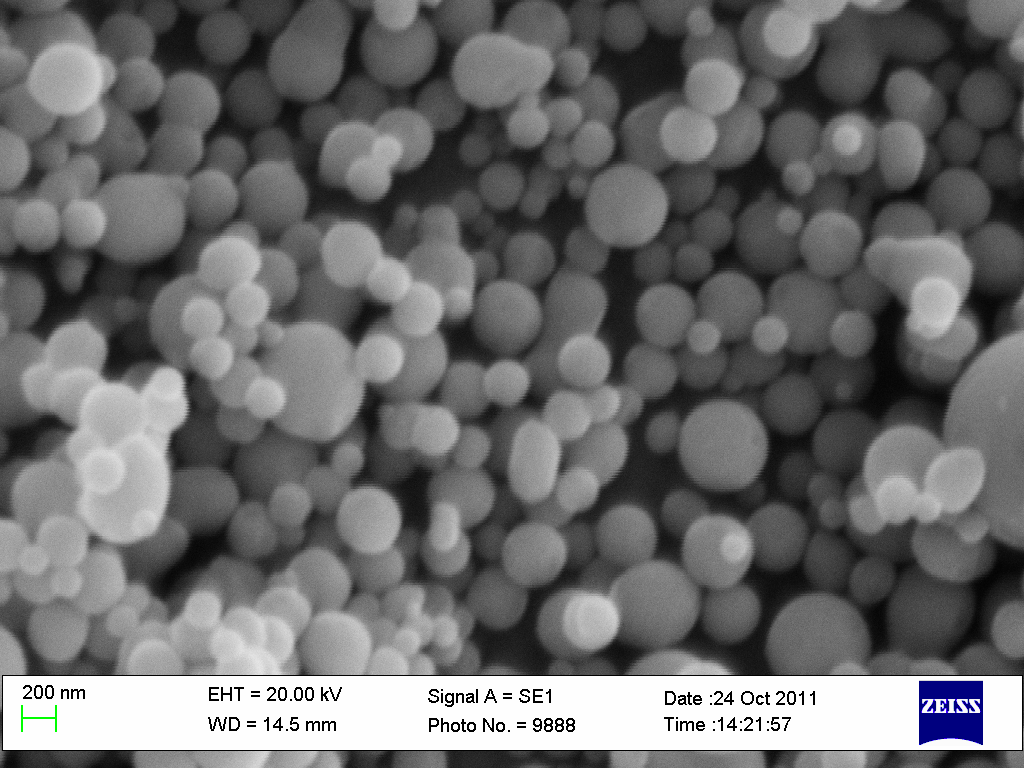 200 nm
EHT = 20.00 kV
WD = 14.5 mm
Signal A = SE1
Photo No. = 9888
Date :24 Oct 2011
Time :14:21:57
ZEISS